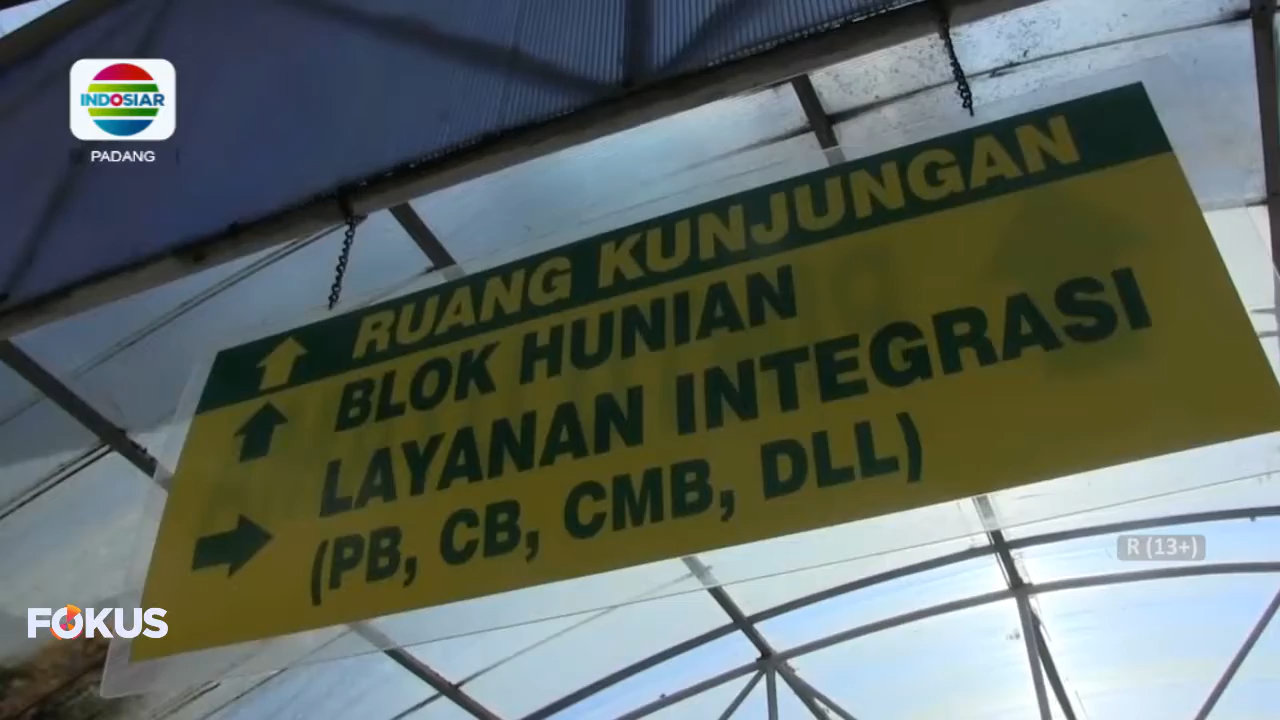 INDOSIAR
PADANG
RUANG KUNJUNGAN
BLOK HUNIAN
LAYANAN INTEGRASI
(PB, CB, CMB, DLL)
R (13+)
FOKUS